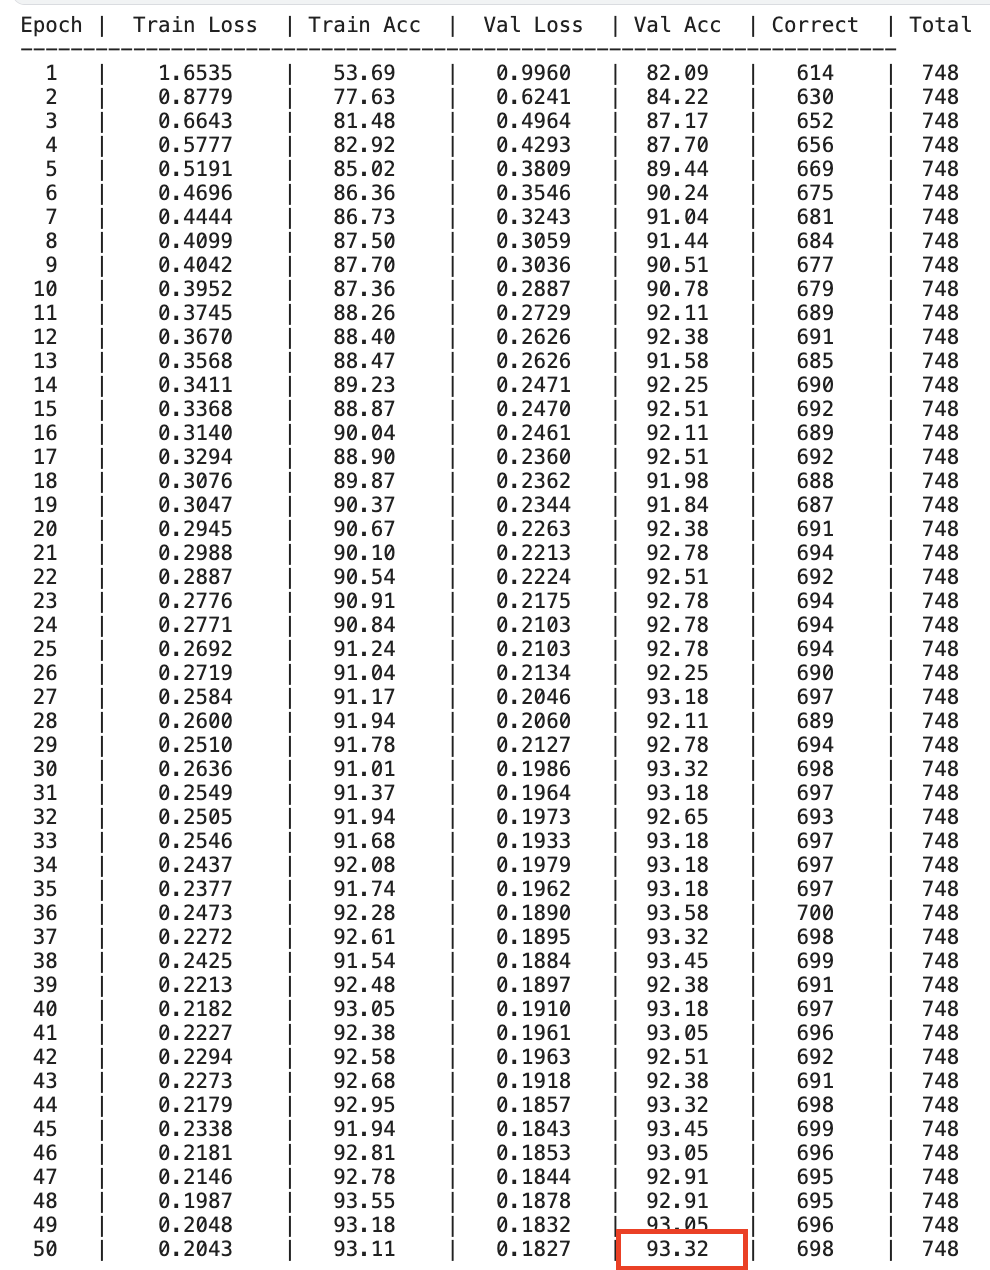 Epoch | Train Loss | Train Acc | Val Loss | Val Acc | Correct | Total
----------------------------------------------------------------------
1 | 1.6535 | 53.69 | 0.9960 | 82.09 | 614 | 748
2 | 0.8779 | 77.63 | 0.6241 | 84.22 | 630 | 748
3 | 0.6643 | 81.48 | 0.4964 | 87.17 | 652 | 748
4 | 0.5777 | 82.92 | 0.4293 | 87.70 | 656 | 748
5 | 0.5191 | 85.02 | 0.3809 | 89.44 | 669 | 748
6 | 0.4696 | 86.36 | 0.3546 | 90.24 | 675 | 748
7 | 0.4444 | 86.73 | 0.3243 | 91.04 | 681 | 748
8 | 0.4099 | 87.50 | 0.3059 | 91.44 | 684 | 748
9 | 0.4042 | 87.70 | 0.3036 | 90.51 | 677 | 748
10 | 0.3952 | 87.36 | 0.2887 | 90.78 | 679 | 748
11 | 0.3745 | 88.26 | 0.2729 | 92.11 | 689 | 748
12 | 0.3670 | 88.40 | 0.2626 | 92.38 | 691 | 748
13 | 0.3568 | 88.47 | 0.2626 | 91.58 | 685 | 748
14 | 0.3411 | 89.23 | 0.2471 | 92.25 | 690 | 748
15 | 0.3368 | 88.87 | 0.2470 | 92.51 | 692 | 748
16 | 0.3140 | 90.04 | 0.2461 | 92.11 | 689 | 748
17 | 0.3294 | 88.90 | 0.2360 | 92.51 | 692 | 748
18 | 0.3076 | 89.87 | 0.2362 | 91.98 | 688 | 748
19 | 0.3047 | 90.37 | 0.2344 | 91.84 | 687 | 748
20 | 0.2945 | 90.67 | 0.2263 | 92.38 | 691 | 748
21 | 0.2988 | 90.10 | 0.2213 | 92.78 | 694 | 748
22 | 0.2887 | 90.54 | 0.2224 | 92.51 | 692 | 748
23 | 0.2776 | 90.91 | 0.2175 | 92.78 | 694 | 748
24 | 0.2771 | 90.84 | 0.2103 | 92.78 | 694 | 748
25 | 0.2692 | 91.24 | 0.2103 | 92.78 | 694 | 748
26 | 0.2719 | 91.04 | 0.2134 | 92.25 | 690 | 748
27 | 0.2584 | 91.17 | 0.2046 | 93.18 | 697 | 748
28 | 0.2600 | 91.94 | 0.2060 | 92.11 | 689 | 748
29 | 0.2510 | 91.78 | 0.2127 | 92.78 | 694 | 748
30 | 0.2636 | 91.01 | 0.1986 | 93.32 | 698 | 748
31 | 0.2549 | 91.37 | 0.1964 | 93.18 | 697 | 748
32 | 0.2505 | 91.94 | 0.1973 | 92.65 | 693 | 748
33 | 0.2546 | 91.68 | 0.1933 | 93.18 | 697 | 748
34 | 0.2437 | 92.08 | 0.1979 | 93.18 | 697 | 748
35 | 0.2377 | 91.74 | 0.1962 | 93.18 | 697 | 748
36 | 0.2473 | 92.28 | 0.1890 | 93.58 | 700 | 748
37 | 0.2272 | 92.61 | 0.1895 | 93.32 | 698 | 748
38 | 0.2425 | 91.54 | 0.1884 | 93.45 | 699 | 748
39 | 0.2213 | 92.48 | 0.1897 | 92.38 | 691 | 748
40 | 0.2182 | 93.05 | 0.1910 | 93.18 | 697 | 748
41 | 0.2227 | 92.38 | 0.1961 | 93.05 | 696 | 748
42 | 0.2294 | 92.58 | 0.1963 | 92.51 | 692 | 748
43 | 0.2273 | 92.68 | 0.1918 | 92.38 | 691 | 748
44 | 0.2179 | 92.95 | 0.1857 | 93.32 | 698 | 748
45 | 0.2338 | 91.94 | 0.1843 | 93.45 | 699 | 748
46 | 0.2181 | 92.81 | 0.1853 | 93.05 | 696 | 748
47 | 0.2146 | 92.78 | 0.1844 | 92.91 | 695 | 748
48 | 0.1987 | 93.55 | 0.1878 | 92.91 | 695 | 748
49 | 0.2048 | 93.18 | 0.1832 | 93.05 | 696 | 748
50 | 0.2043 | 93.11 | 0.1827 | 93.32 | 698 | 748